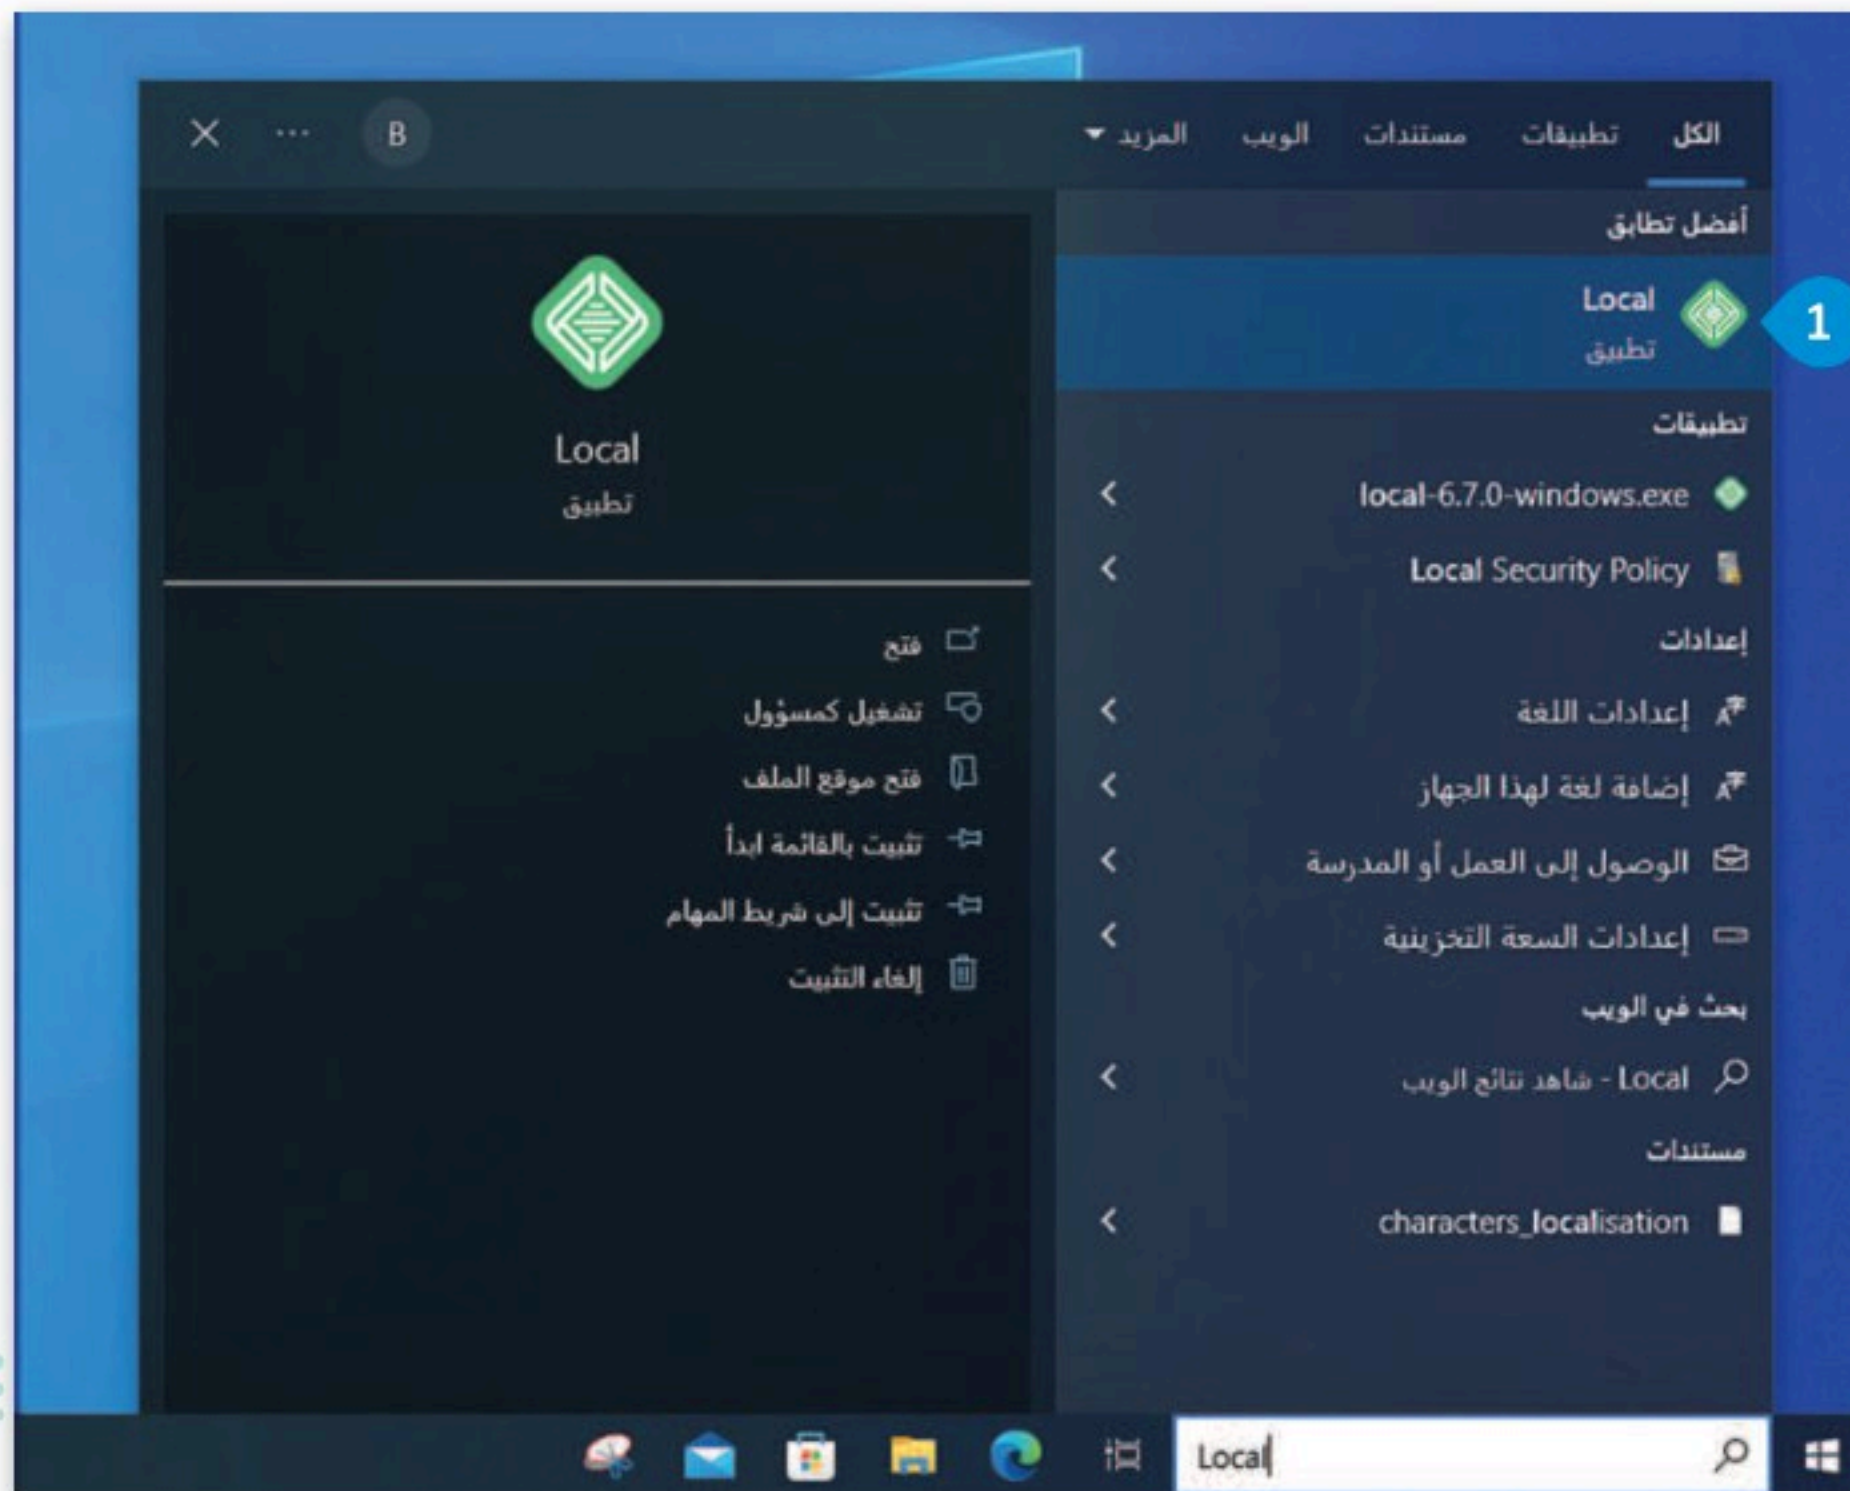 الكل تطبيقات مستندات الويب المزيد
B
أفضل تطابق
Local
تطبيق
1
تطبيقات
local-6.7.0-windows.exe
Local Security Policy
إعدادات
إعدادات اللغة
إضافة لغة لهذا الجهاز
الوصول إلى العمل أو المدرسة
إعدادات السعة التخزينية
بحث في الويب
Local - شاهد نتائج الويب
مستندات
characters_localisation
Local
تطبيق
فتح
تشغيل كمسؤول
فتح موقع الملف
تثبيت بالقائمة ابدأ
تثبيت إلى شريط المهام
إلغاء التثبيت
Local